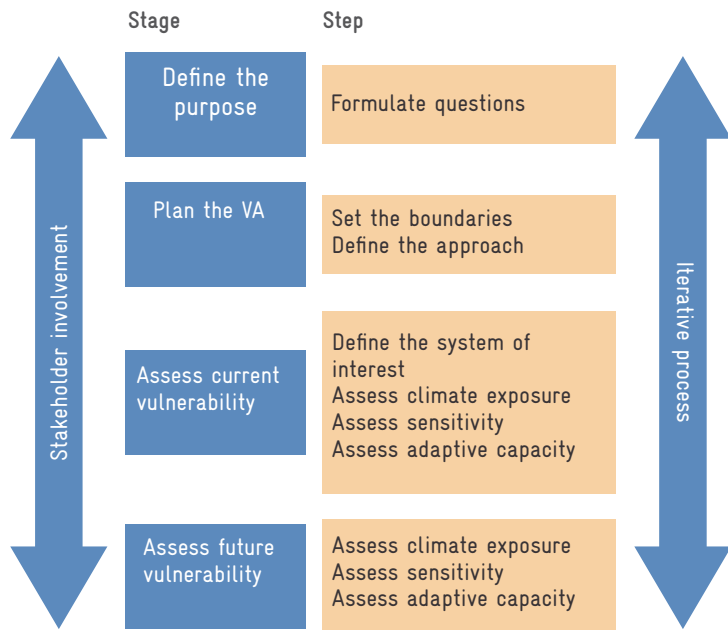 Stage
Step
Define the
purpose
Formulate questions
Plan the VA
Set the boundaries
Define the approach
Assess current
vulnerability
Define the system of
interest
Assess climate exposure
Assess sensitivity
Assess adaptive capacity
Assess future
vulnerability
Assess climate exposure
Assess sensitivity
Assess adaptive capacity
Stakeholder involvement
Iterative process